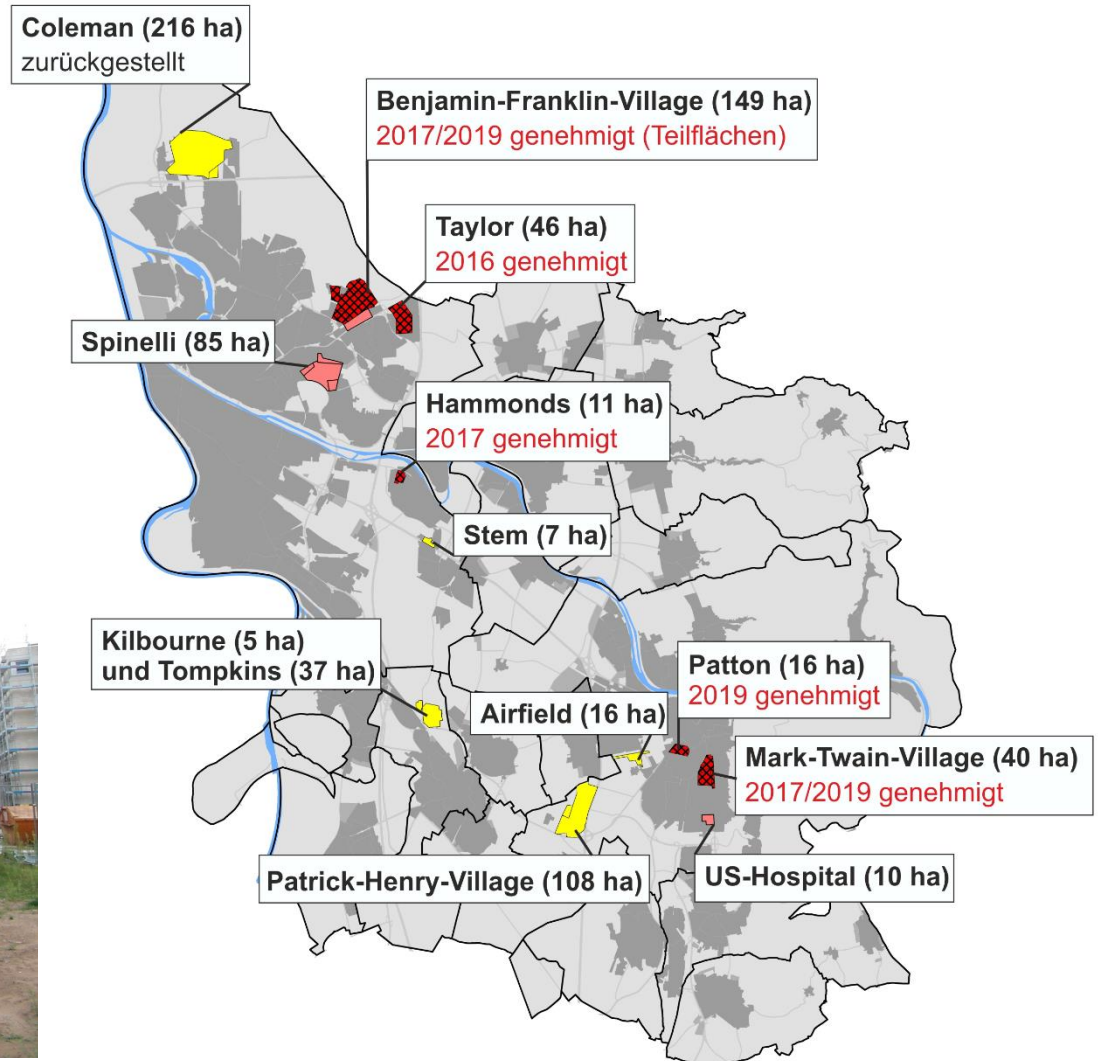 Coleman (216 ha)
zurückgestellt
Benjamin-Franklin-Village (149 ha)
2017/2019 genehmigt (Teilflächen)
Taylor (46 ha)
2016 genehmigt
Spinelli (85 ha)
Hammonds (11 ha)
2017 genehmigt
Stem (7 ha)
Kilbourne (5 ha)
und Tompkins (37 ha)
Airfield (16 ha)
Patton (16 ha)
2019 genehmigt
Mark-Twain-Village (40 ha)
2017/2019 genehmigt
Patrick-Henry-Village (108 ha)
US-Hospital (10 ha)